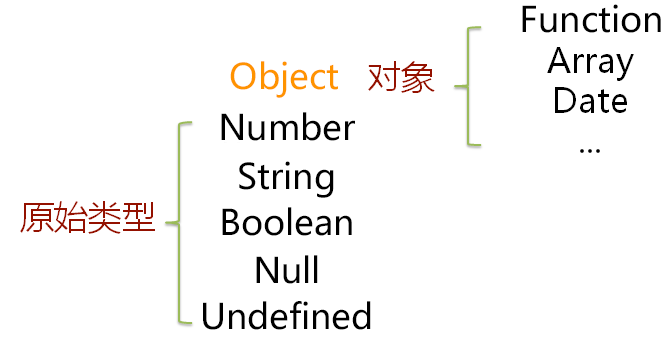 Function
Array
Object 对象
Date
...
Number
String
原始类型
Boolean
Null
Undefined